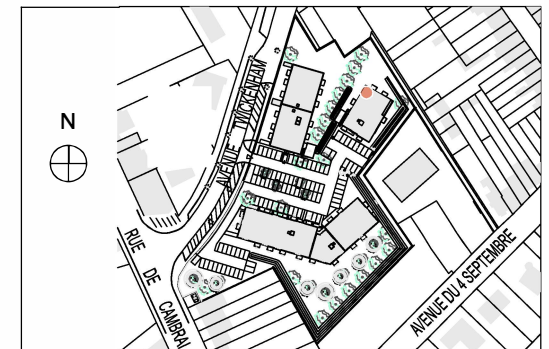 N
AVENUE TWICKENHAM
RUE DE CAMBRAI
AVENUE DU 4 SEPTEMBRE